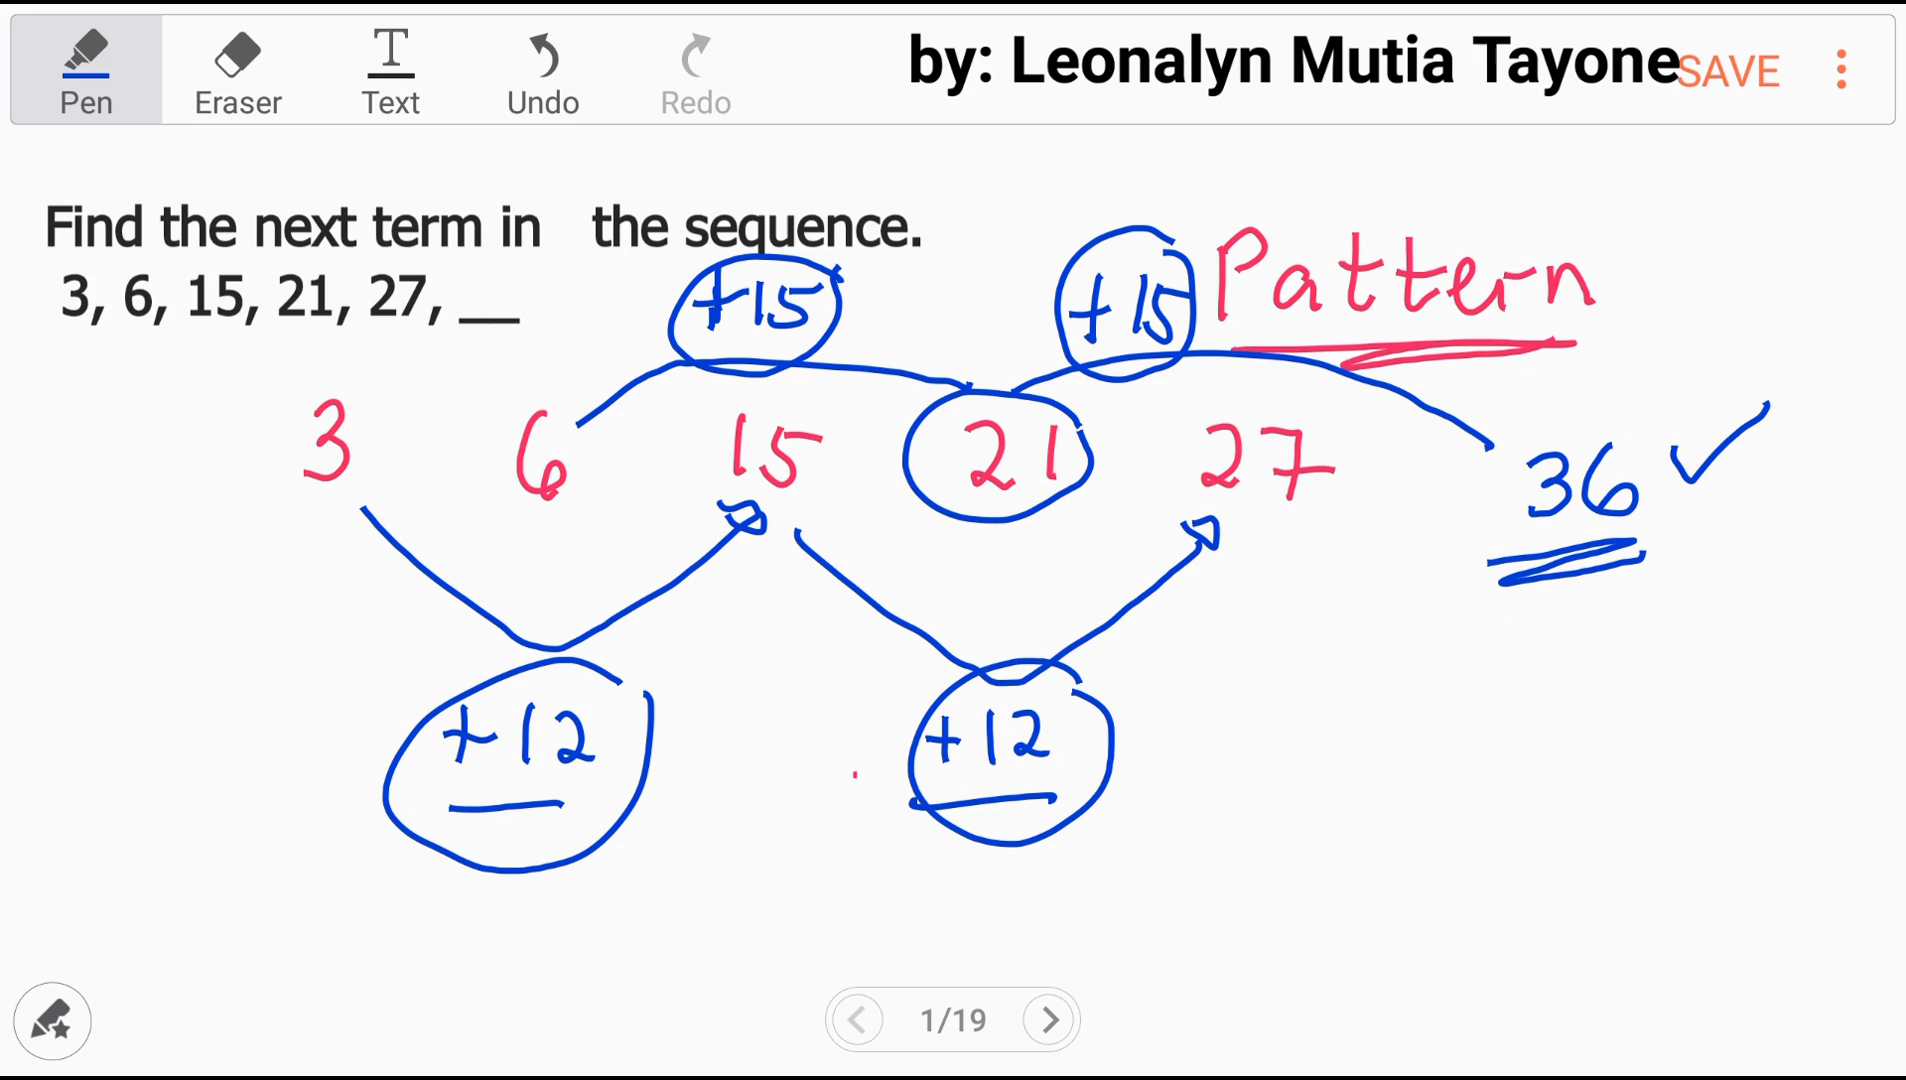 by: Leonalyn Mutia Tayone
SAVE
Pen Eraser Text Undo Redo
Find the next term in the sequence.
3, 6, 15, 21, 27, __
+15 +15 Pattern
3 6 15 21 27 36
+12 +12
1/19